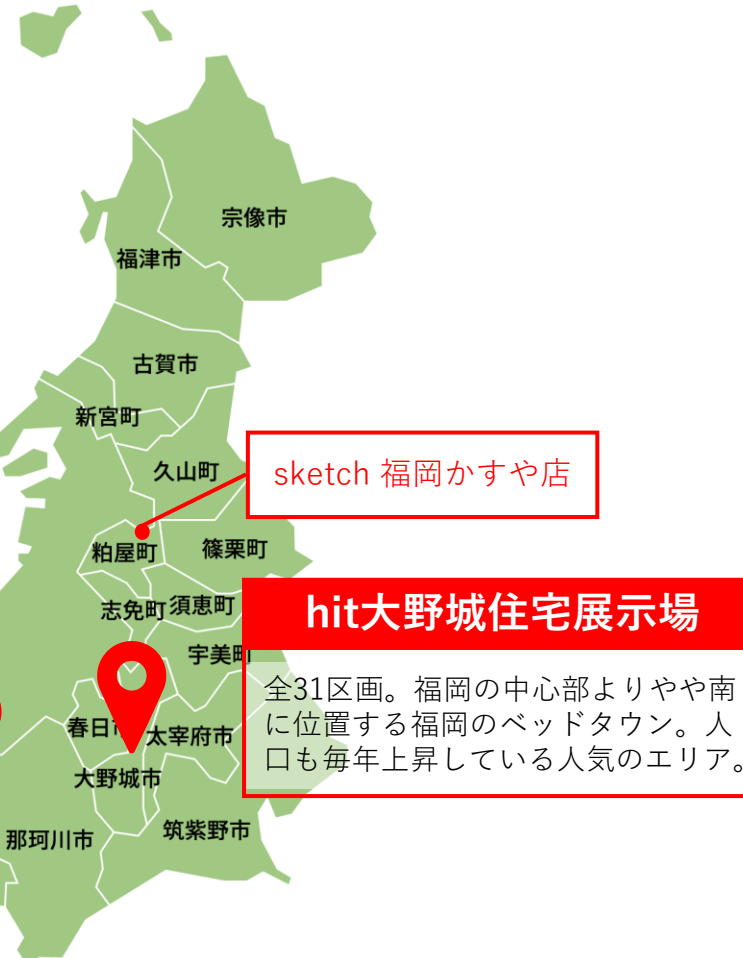 宗像市
福津市
古賀市
新宮町
久山町
sketch 福岡かすや店
粕屋町
篠栗町
志免町
須恵町
hit大野城住宅展示場
宇美町
全31区画。福岡の中心部よりやや南
に位置する福岡のベッドタウン。人
口も毎年上昇している人気のエリア。
春日市
太宰府市
大野城市
那珂川市
筑紫野市